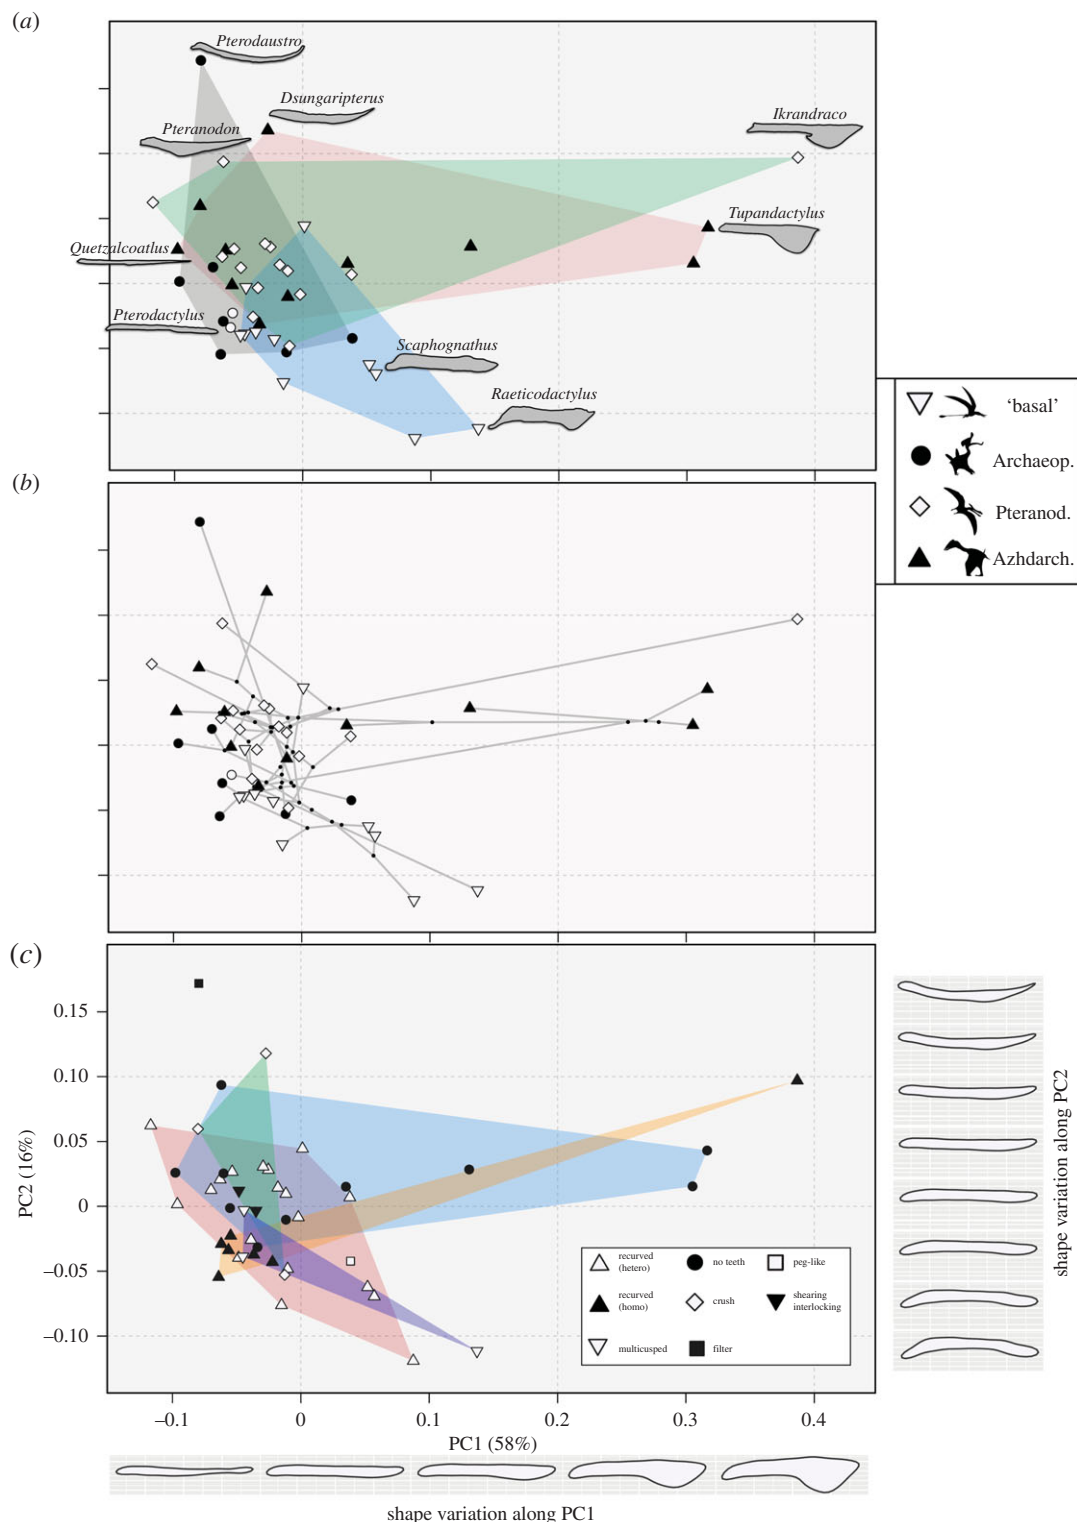 (a)
Pterodaustro
Dsungaripterus
Pteranodon
Ikrandraco
Tupandactylus
Quetzalcoatlus
Pterodactylus
Scaphognathus
Raeticodactylus
'basal'
Archaeop.
Pteranod.
Azhdarch.
(b)
(c)
0.15
0.10
0.05
0
–0.05
–0.10
PC2 (16%)
recurved (hetero)
no teeth
peg-like
recurved (homo)
crush
shearing interlocking
multicusped
filter
–0.1 0 0.1 0.2 0.3 0.4
PC1 (58%)
shape variation along PC1
shape variation along PC2